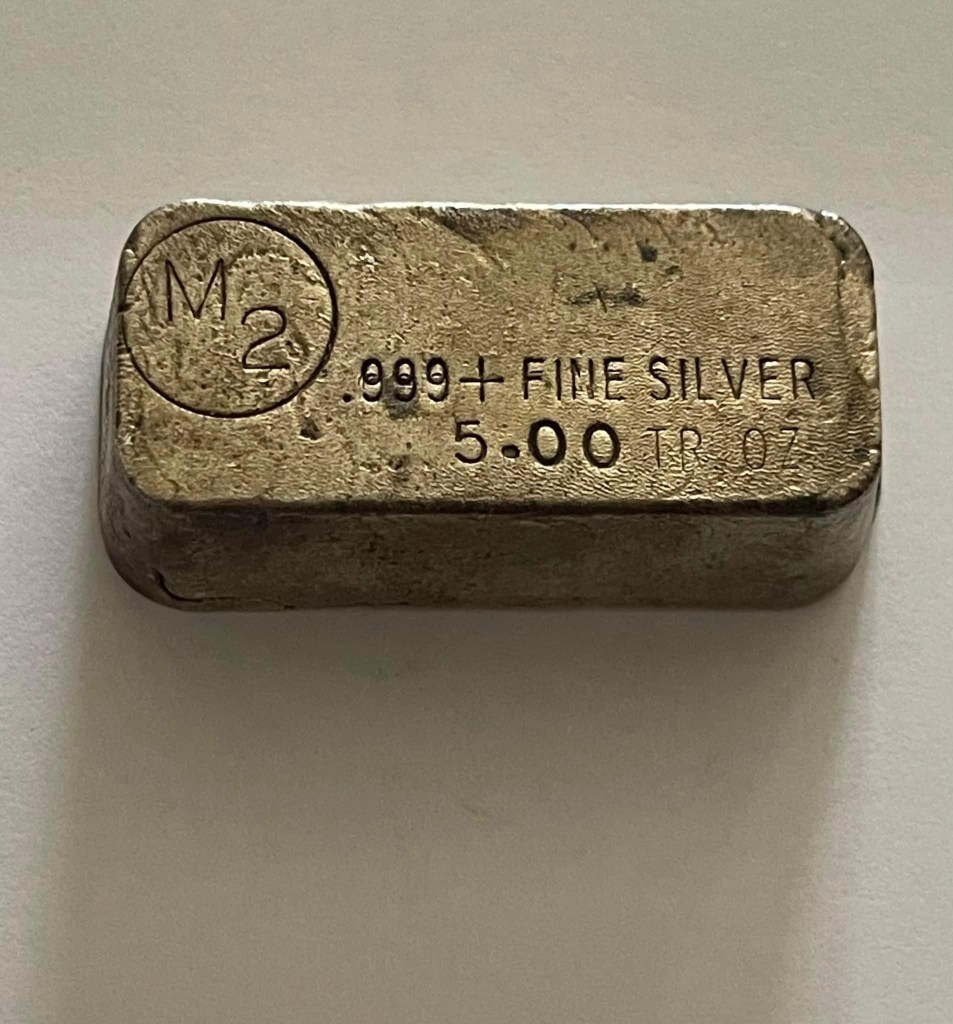 M
2
.999+ FINE SILVER
5.00 TR OZ